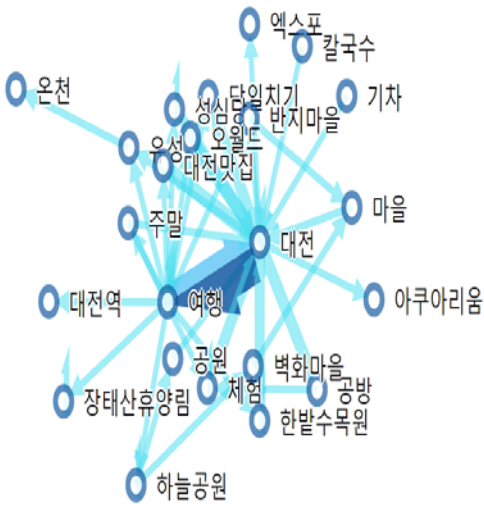 엑스포
칼국수
온천
당일치기
기차
성심당
반지마을
유성
오월드
대전맛집
마을
주말
대전
대전역
여행
아쿠아리움
공원
벽화마을
장태산휴양림
체험
공방
한밭수목원
하늘공원